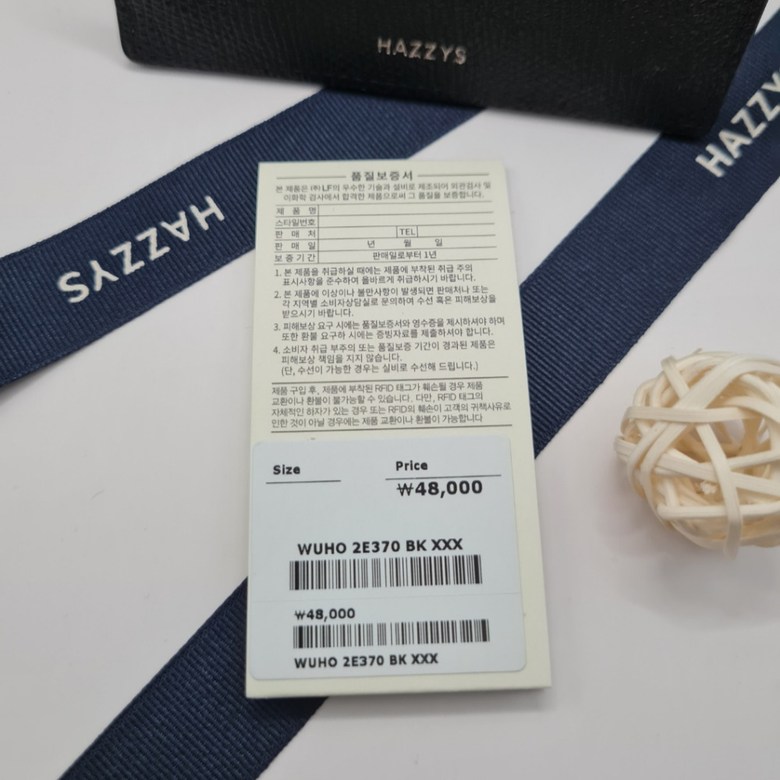 HAZZYS
HAZZYS
HAZZY
품질보증서
본 제품은 ㈜LF의 우수한 기술과 설비로 제조되어 외관검사 및
이화학 검사에서 합격한 제품으로써 그 품질을 보증합니다.
제 품 명
스타일번호
판 매 처 TEL
판 매 일 년 월 일
보증기간 판매일로부터 1년
1. 본 제품을 취급하실 때에는 제품에 부착된 취급 주의
표시사항을 준수하여 올바르게 취급하시기 바랍니다.
2. 본 제품에 이상이나 불만사항이 발생되면 판매처나 또는
각 지역별 소비자상담실로 문의하여 수선 혹은 피해보상을
받으시기 바랍니다.
3. 피해보상 요구 시에는 품질보증서와 영수증을 제시하셔야 하며
또한 환불 요구하 시에는 증빙자료를 제출하셔야 합니다.
4. 소비자 취급 부주의 또는 품질보증 기간이 경과된 제품은
피해보상 책임을 지지 않습니다.
(단, 수선이 가능한 경우는 실비로 수선해 드립니다.)
제품 구입 후, 제품에 부착된 RFID 태그가 훼손될 경우 제품
교환이나 환불이 불가능할 수 있습니다. 다만, RFID 태그의
자체적인 하자가 있는 경우 또는 RFID의 훼손이 고객의 귀책사유로
인한 것이 아닐 경우에는 제품 교환이나 환불이 가능합니다
Size Price
₩48,000
WUHO 2E370 BK XXX
₩48,000
WUHO 2E370 BK XXX